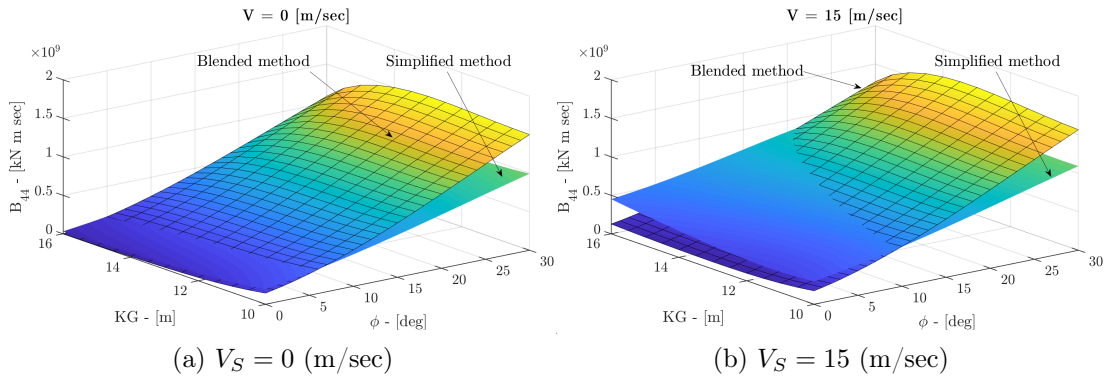 V = 0 [m/sec]
×10⁹
Blended method
Simplified method
B₄₄ - [kN m sec]
2
1.5
1
0.5
0
16
14
12
10
KG - [m]
0
5
10
15
20
25
30
ϕ - [deg]
(a) V_S = 0 (m/sec)
V = 15 [m/sec]
×10⁹
Blended method
Simplified method
B₄₄ - [kN m sec]
2
1.5
1
0.5
0
16
14
12
10
KG - [m]
0
5
10
15
20
25
30
ϕ - [deg]
(b) V_S = 15 (m/sec)